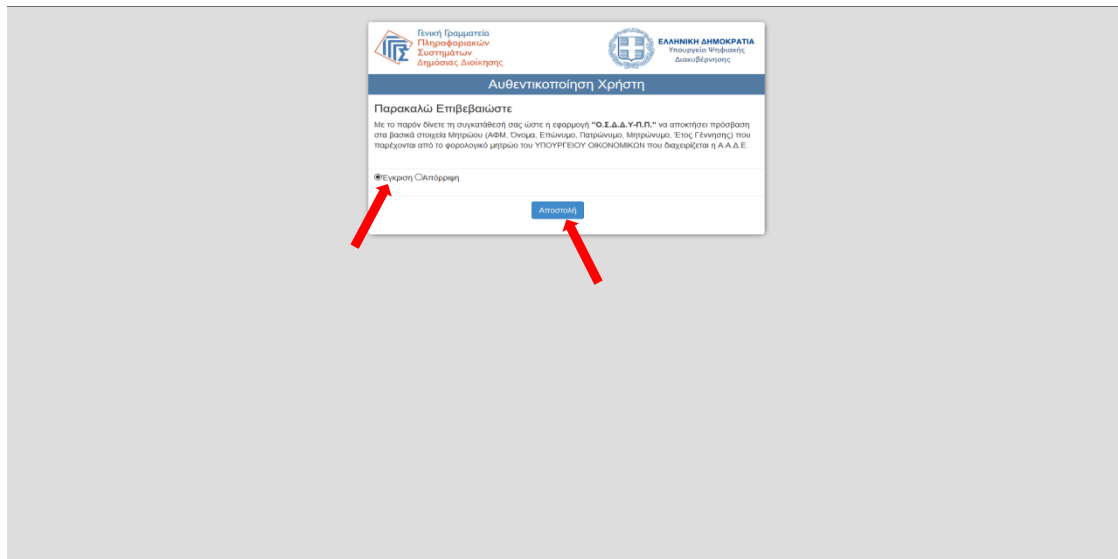 Γενική Γραμματεία
Πληροφοριακών
Συστημάτων
Δημόσιας Διοίκησης
ΕΛΛΗΝΙΚΗ ΔΗΜΟΚΡΑΤΙΑ
Υπουργείο Ψηφιακής
Διακυβέρνησης
Αυθεντικοποίηση Χρήστη
Παρακαλώ Επιβεβαιώστε
Με το παρόν δίνετε τη συγκατάθεσή σας ώστε η εφαρμογή "Ο.Σ.Δ.Δ.Υ-Π.Π." να αποκτήσει πρόσβαση
στα βασικά στοιχεία Μητρώου (ΑΦΜ, Όνομα, Επώνυμο, Πατρώνυμο, Μητρώνυμο, Έτος Γέννησης) που
παρέχονται από το φορολογικό μητρώο του ΥΠΟΥΡΓΕΙΟΥ ΟΙΚΟΝΟΜΙΚΩΝ που διαχειρίζεται η Α.Α.Δ.Ε.
Έγκριση Απόρριψη
Αποστολή